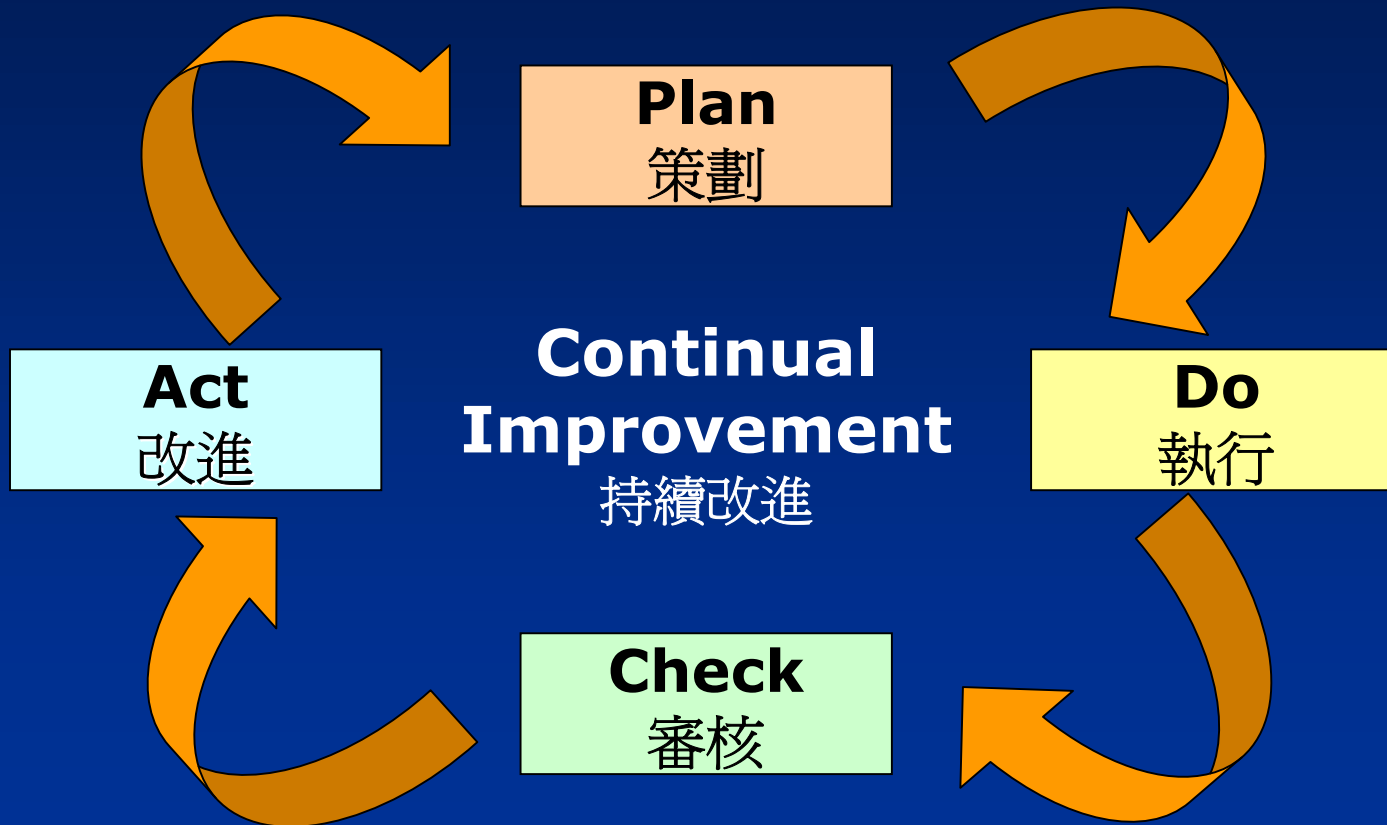 Plan
策劃
Act
改進
Continual
Improvement
持續改進
Do
執行
Check
審核